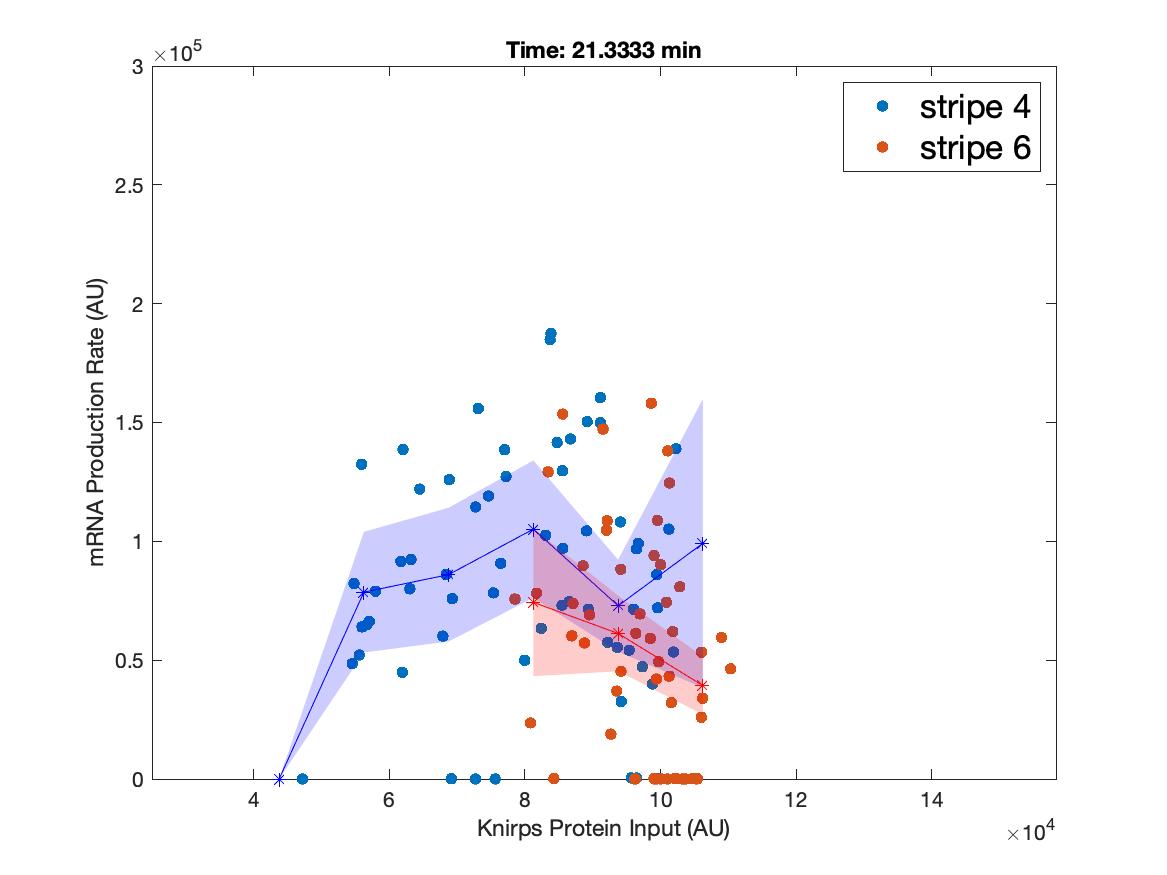 Time: 21.3333 min
×10^5
3
2.5
2
1.5
1
0.5
0
mRNA Production Rate (AU)
stripe 4
stripe 6
4 6 8 10 12 14
Knirps Protein Input (AU)
×10^4